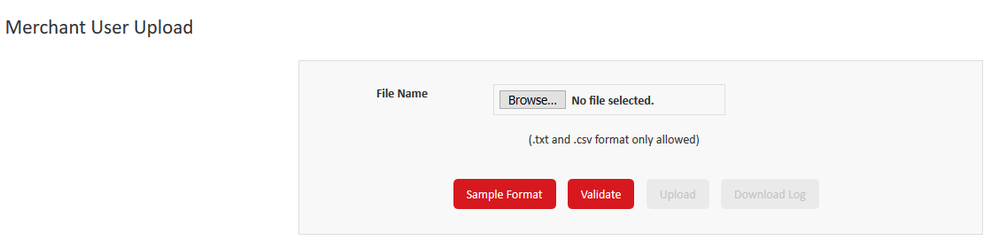 Merchant User Upload
File Name
Browse... No file selected.
(.txt and .csv format only allowed)
Sample Format Validate Upload Download Log